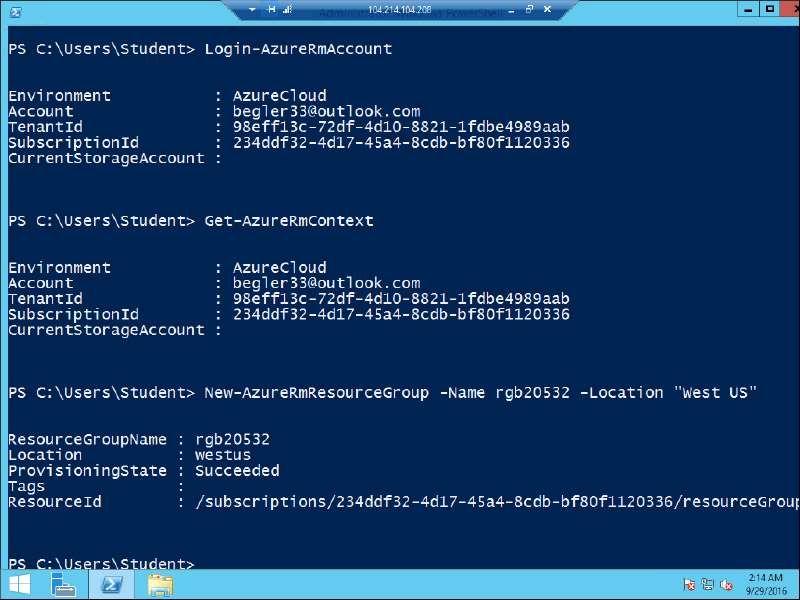 104.214.104.208
PS C:\Users\Student> Login-AzureRmAccount
Environment : AzureCloud
Account : begler33@outlook.com
TenantId : 98eff13c-72df-4d10-8821-1fdbe4989aab
SubscriptionId : 234ddf32-4d17-45a4-8cdb-bf80f1120336
CurrentStorageAccount :
PS C:\Users\Student> Get-AzureRmContext
Environment : AzureCloud
Account : begler33@outlook.com
TenantId : 98eff13c-72df-4d10-8821-1fdbe4989aab
SubscriptionId : 234ddf32-4d17-45a4-8cdb-bf80f1120336
CurrentStorageAccount :
PS C:\Users\Student> New-AzureRmResourceGroup -Name rgb20532 -Location "West US"
ResourceGroupName : rgb20532
Location : westus
ProvisioningState : Succeeded
Tags :
ResourceId : /subscriptions/234ddf32-4d17-45a4-8cdb-bf80f1120336/resourceGroup
PS C:\Users\Student>
2:14 AM
9/29/2016